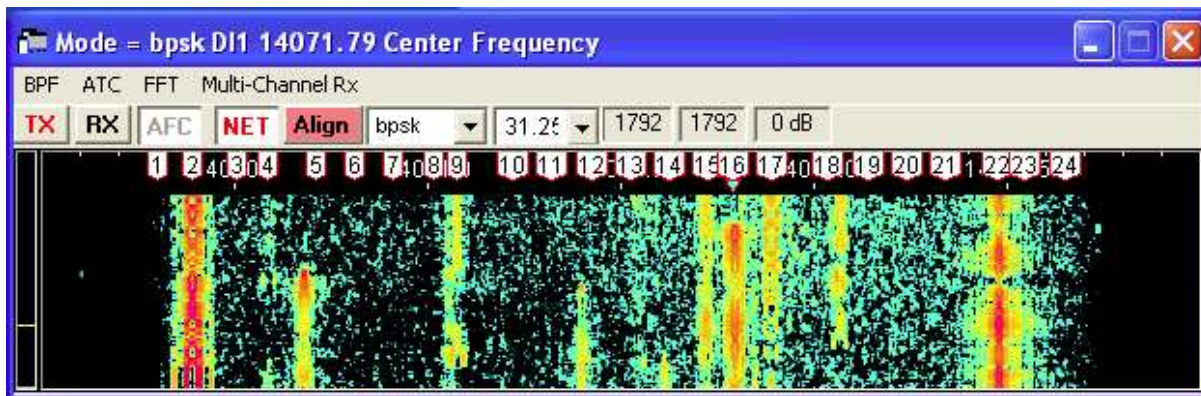 Mode = bpsk DI1 14071.79 Center Frequency
BPF ATC FFT Multi-Channel Rx
TX RX AFC NET Align bpsk 31.25 1792 1792 0 dB
1 2 3 4 5 6 7 8 9 10 11 12 13 14 15 16 17 18 19 20 21 22 23 24